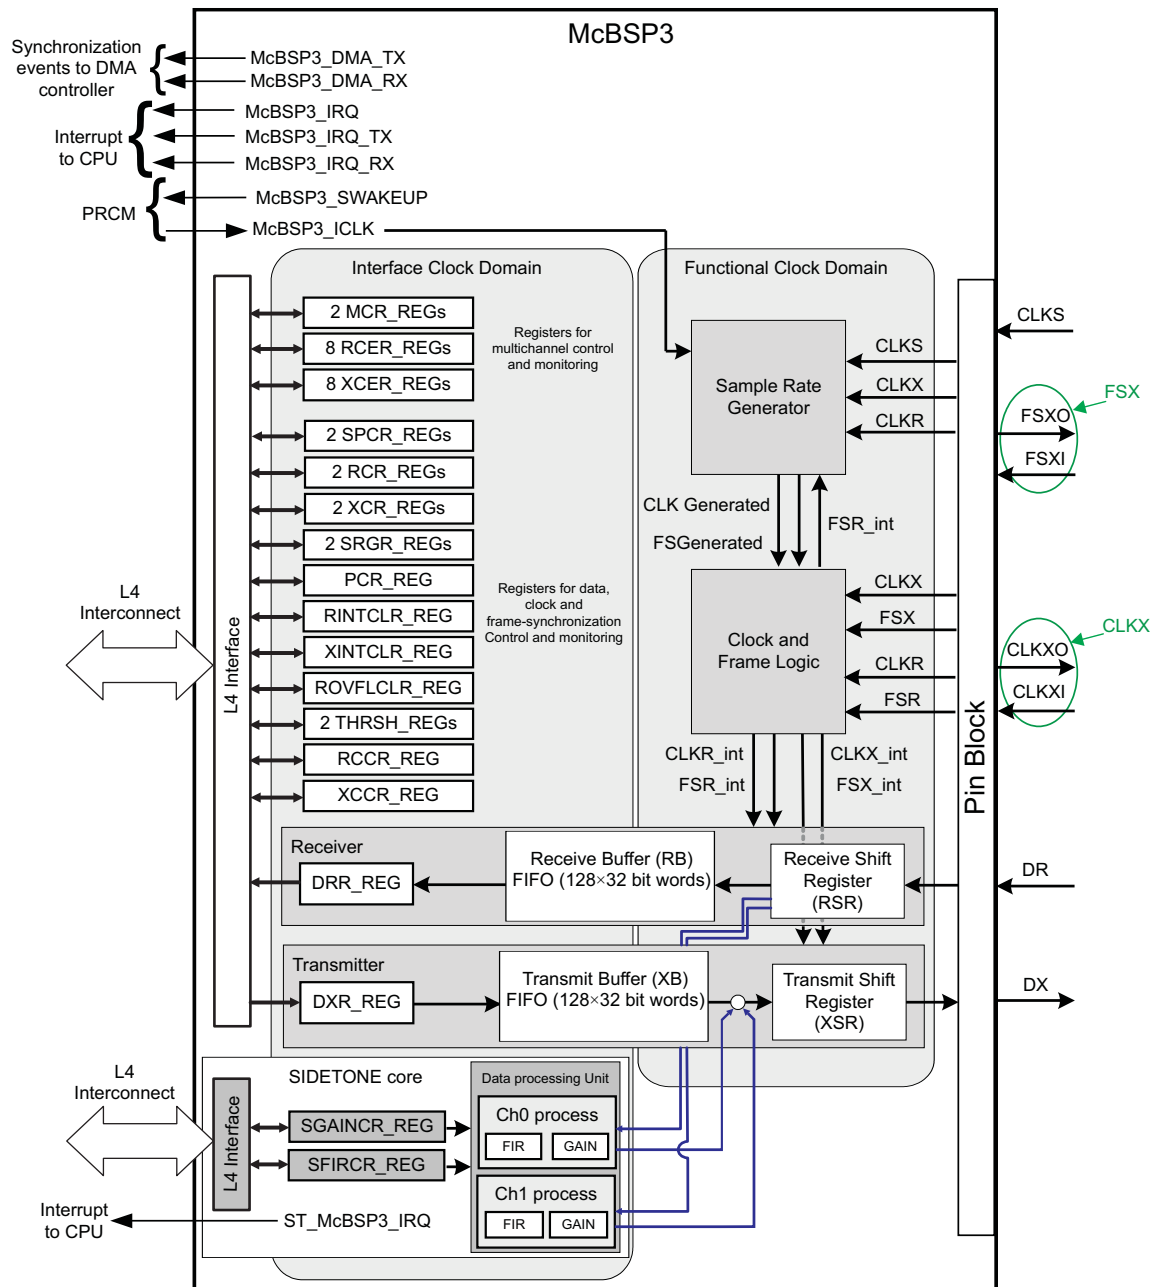 McBSP3
Synchronization
events to DMA
controller
McBSP3_DMA_TX
McBSP3_DMA_RX
Interrupt
to CPU
McBSP3_IRQ
McBSP3_IRQ_TX
McBSP3_IRQ_RX
PRCM
McBSP3_SWAKEUP
McBSP3_ICLK
Interface Clock Domain
Functional Clock Domain
2 MCR_REGs
8 RCER_REGs
8 XCER_REGs
Registers for
multichannel control
and monitoring
2 SPCR_REGs
2 RCR_REGs
2 XCR_REGs
2 SRGR_REGs
PCR_REG
RINTCLR_REG
XINTCLR_REG
ROVFLCLR_REG
2 THRSH_REGs
RCCR_REG
XCCR_REG
Registers for data,
clock and
frame-synchronization
Control and monitoring
L4
Interconnect
L4 Interface
Sample Rate
Generator
CLKS
CLKX
CLKR
CLK Generated
FSGenerated
FSR_int
Clock and
Frame Logic
CLKX
FSX
CLKR
FSR
CLKR_int
FSR_int
CLKX_int
FSX_int
Pin Block
CLKS
FSX
FSXO
FSXI
CLKX
CLKXO
CLKXI
DR
DX
Receiver
DRR_REG
Receive Buffer (RB)
FIFO (128×32 bit words)
Receive Shift
Register
(RSR)
Transmitter
DXR_REG
Transmit Buffer (XB)
FIFO (128×32 bit words)
Transmit Shift
Register
(XSR)
L4
Interconnect
L4 Interface
SIDETONE core
SGAINCR_REG
SFIRCR_REG
Data processing Unit
Ch0 process
FIR
GAIN
Ch1 process
FIR
GAIN
Interrupt
to CPU
ST_McBSP3_IRQ